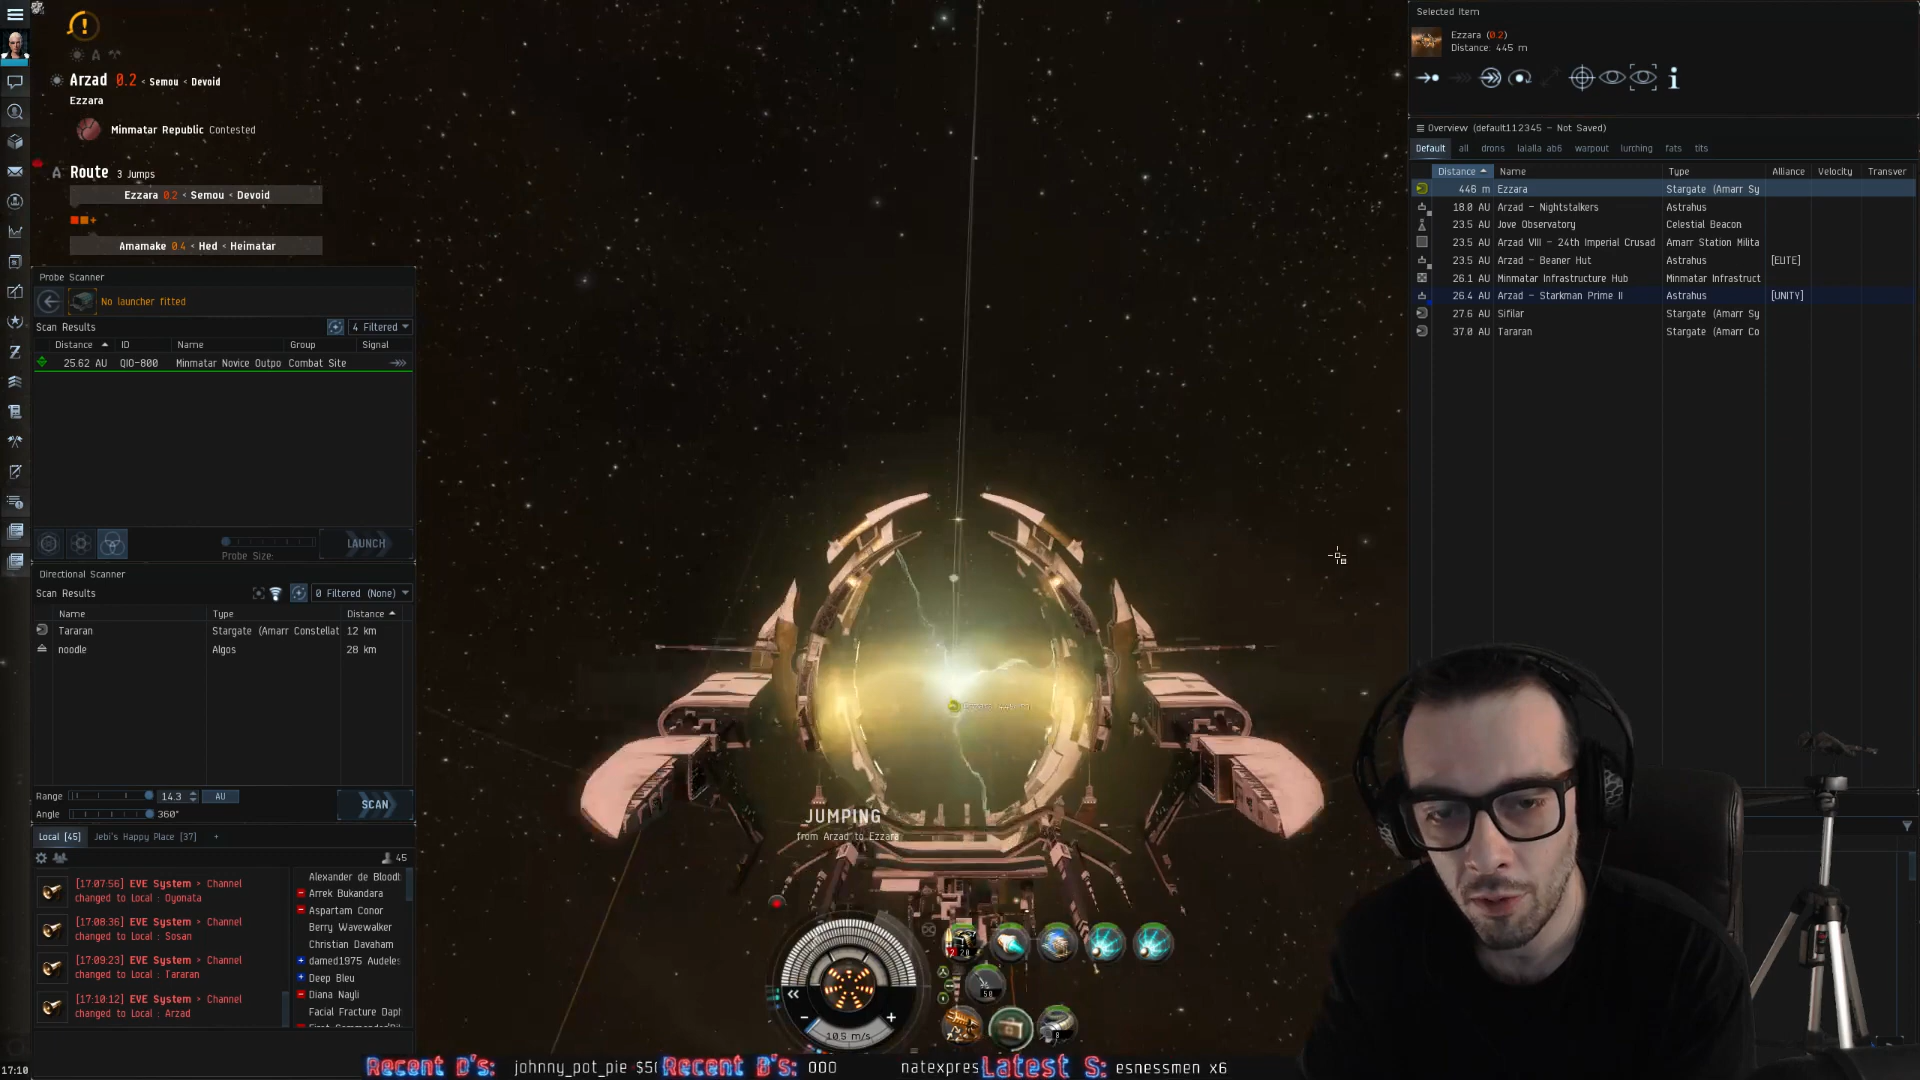 Arzad 0.2 < Semou < Devoid
Ezzara
Minmatar Republic Contested
Route 3 Jumps
Ezzara 0.2 < Semou < Devoid
Amamake 0.4 < Hed < Heimatar
Probe Scanner
No launcher fitted
Scan Results
4 Filtered
Distance ID Name Group Signal
25.62 AU QIO-800 Minmatar Novice Outpo Combat Site
Probe Size:
LAUNCH
Directional Scanner
Scan Results
0 Filtered (None)
Name Type Distance
Tararan Stargate (Amarr Constellat 12 km
noodle Algos 28 km
Range 14.3 AU
Angle 360°
SCAN
Local [45] Jebi's Happy Place [37] +
45
[17:07:56] EVE System > Channel
changed to Local : Oyonata
[17:08:36] EVE System > Channel
changed to Local : Sosan
[17:09:23] EVE System > Channel
changed to Local : Tararan
[17:10:12] EVE System > Channel
changed to Local : Arzad
Alexander de Bloodl
Arrek Bukandara
Aspartam Conor
Berry Wavewalker
Christian Davaham
damed1975 Audeles
Deep Bleu
Diana Nayli
Facial Fracture Daph
17:10
JUMPING
from Arzad to Ezzara
10.5 m/s
Recent D's: johnny_pot_pie $5 Recent B's: 000 natexpres Latest S: esnessmen x6
Selected Item
Ezzara (0.2)
Distance: 445 m
Overview (default112345 - Not Saved)
Default all drons lalalla ab6 warpout lurching fats tits
Distance Name Type Alliance Velocity Transver
446 m Ezzara Stargate (Amarr Sy
18.0 AU Arzad - Nightstalkers Astrahus
23.5 AU Jove Observatory Celestial Beacon
23.5 AU Arzad VIII - 24th Imperial Crusad Amarr Station Milita
23.5 AU Arzad - Beaner Hut Astrahus [ELITE]
26.1 AU Minmatar Infrastructure Hub Minmatar Infrastruct
26.4 AU Arzad - Starkman Prime II Astrahus [UNITY]
27.6 AU Sifilar Stargate (Amarr Sy
37.0 AU Tararan Stargate (Amarr Co